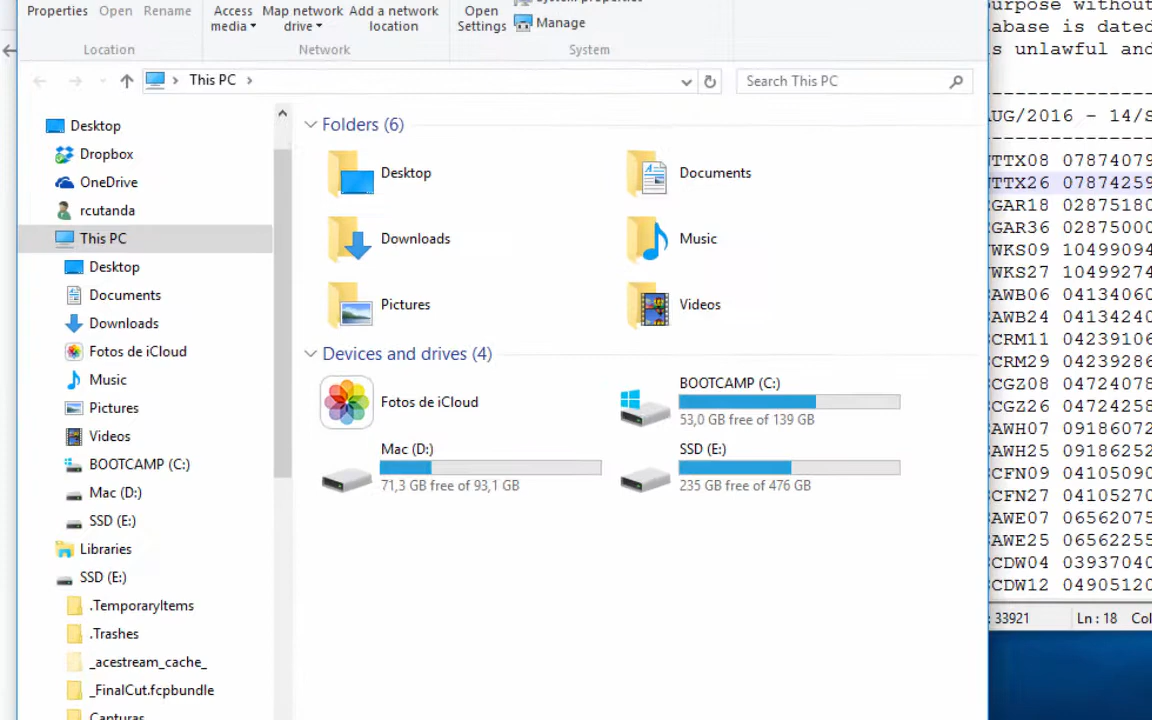 Properties Open Rename Access media Map network drive Add a network location Open Settings Manage
Location Network System
This PC
Search This PC
Desktop
Dropbox
OneDrive
rcutanda
This PC
Desktop
Documents
Downloads
Fotos de iCloud
Music
Pictures
Videos
BOOTCAMP (C:)
Mac (D:)
SSD (E:)
Libraries
SSD (E:)
.TemporaryItems
.Trashes
_acestream_cache_
_FinalCut.fcpbundle
Capturas
Folders (6)
Desktop Documents
Downloads Music
Pictures Videos
Devices and drives (4)
Fotos de iCloud
BOOTCAMP (C:)
53,0 GB free of 139 GB
Mac (D:)
71,3 GB free of 93,1 GB
SSD (E:)
235 GB free of 476 GB
without
is dated
unlawful and
AUG/2016 - 14/S
TTX08 07874079
TTX26 07874259
GAR18 02875180
GAR36 02875000
WKS09 10499094
WKS27 10499274
AWB06 04134060
AWB24 04134240
CRM11 04239106
CRM29 04239286
CGZ08 04724078
CGZ26 04724258
AWH07 09186072
AWH25 09186252
CFN09 04105090
CFN27 04105270
AWE07 06562075
AWE25 06562255
CDW04 03937040
CDW12 04905120
: 33921 Ln : 18 Col